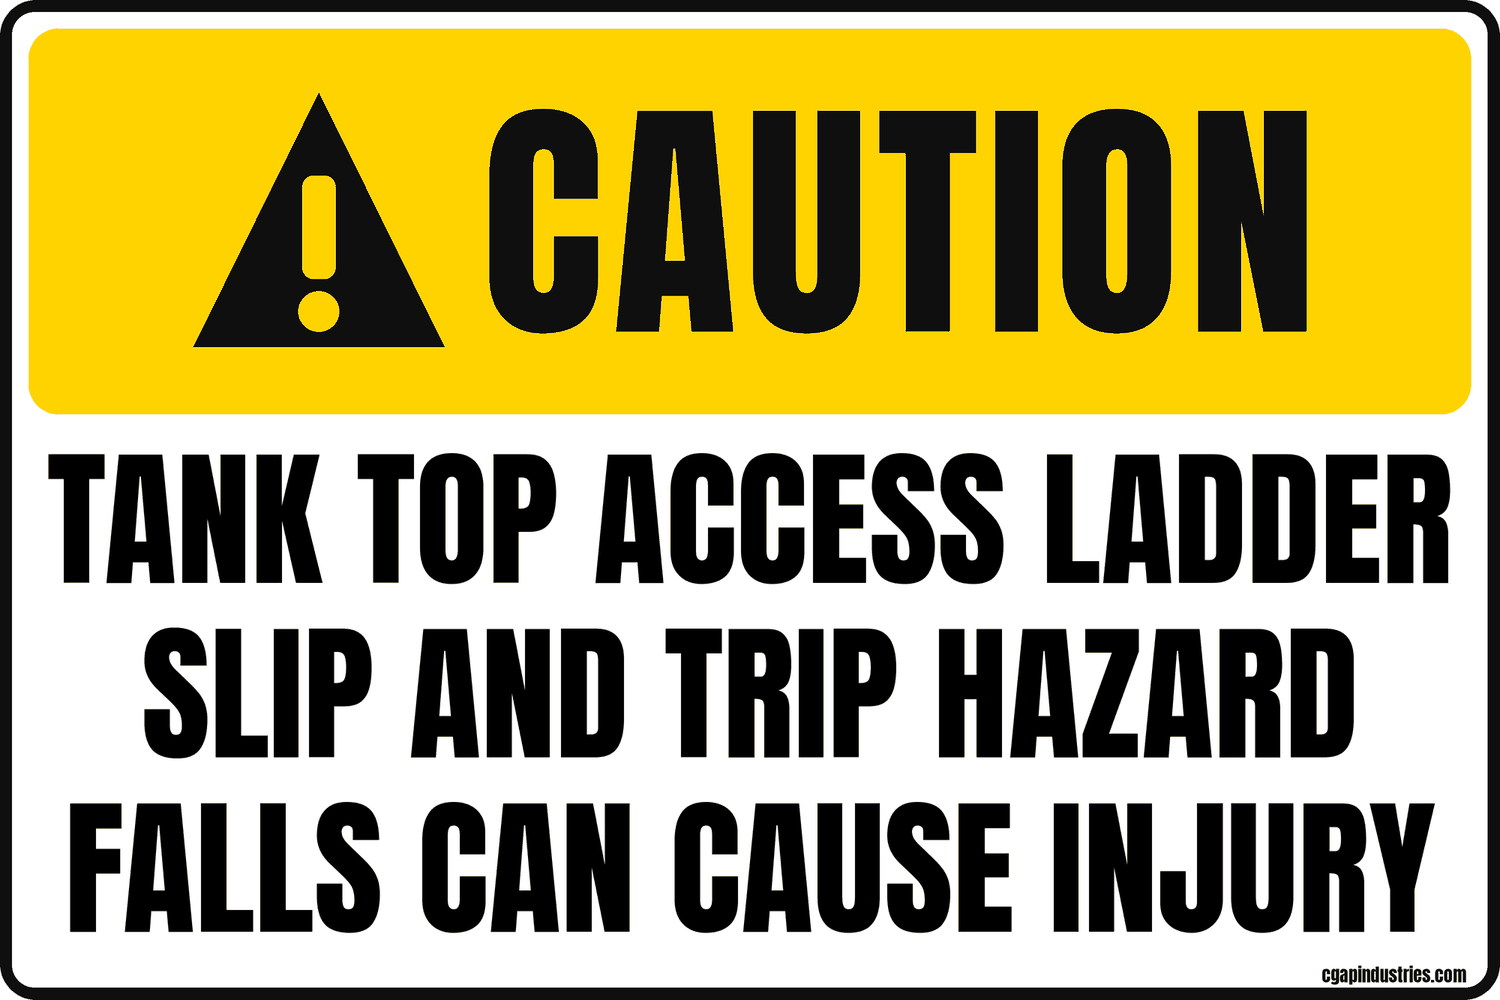 CAUTION
TANK TOP ACCESS LADDER
SLIP AND TRIP HAZARD
FALLS CAN CAUSE INJURY
cgapindustries.com